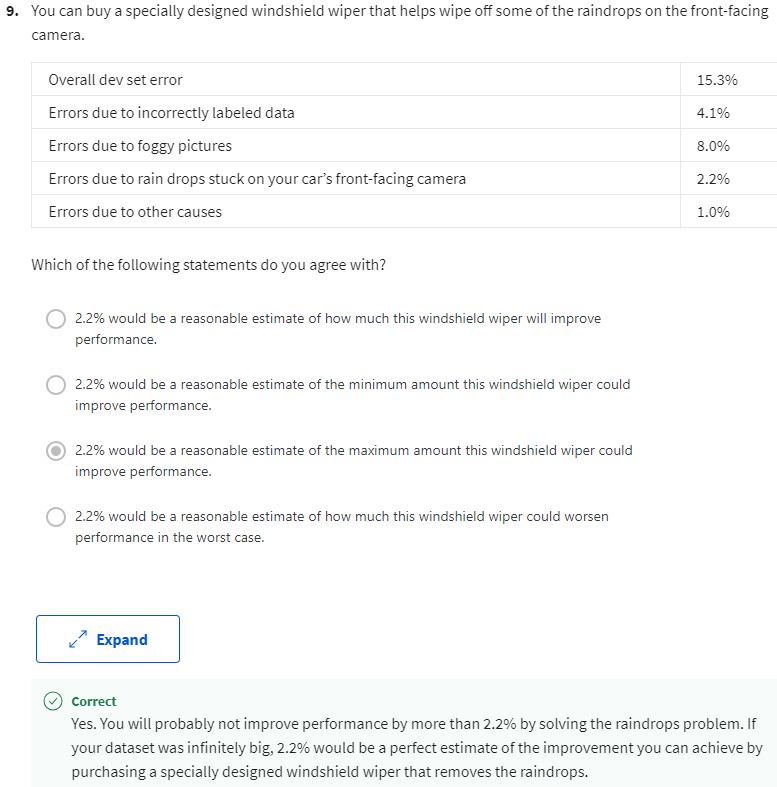 9. You can buy a specially designed windshield wiper that helps wipe off some of the raindrops on the front-facing
camera.
Overall dev set error 15.3%
Errors due to incorrectly labeled data 4.1%
Errors due to foggy pictures 8.0%
Errors due to rain drops stuck on your car's front-facing camera 2.2%
Errors due to other causes 1.0%
Which of the following statements do you agree with?
2.2% would be a reasonable estimate of how much this windshield wiper will improve
performance.
2.2% would be a reasonable estimate of the minimum amount this windshield wiper could
improve performance.
2.2% would be a reasonable estimate of the maximum amount this windshield wiper could
improve performance.
2.2% would be a reasonable estimate of how much this windshield wiper could worsen
performance in the worst case.
Expand
Correct
Yes. You will probably not improve performance by more than 2.2% by solving the raindrops problem. If
your dataset was infinitely big, 2.2% would be a perfect estimate of the improvement you can achieve by
purchasing a specially designed windshield wiper that removes the raindrops.